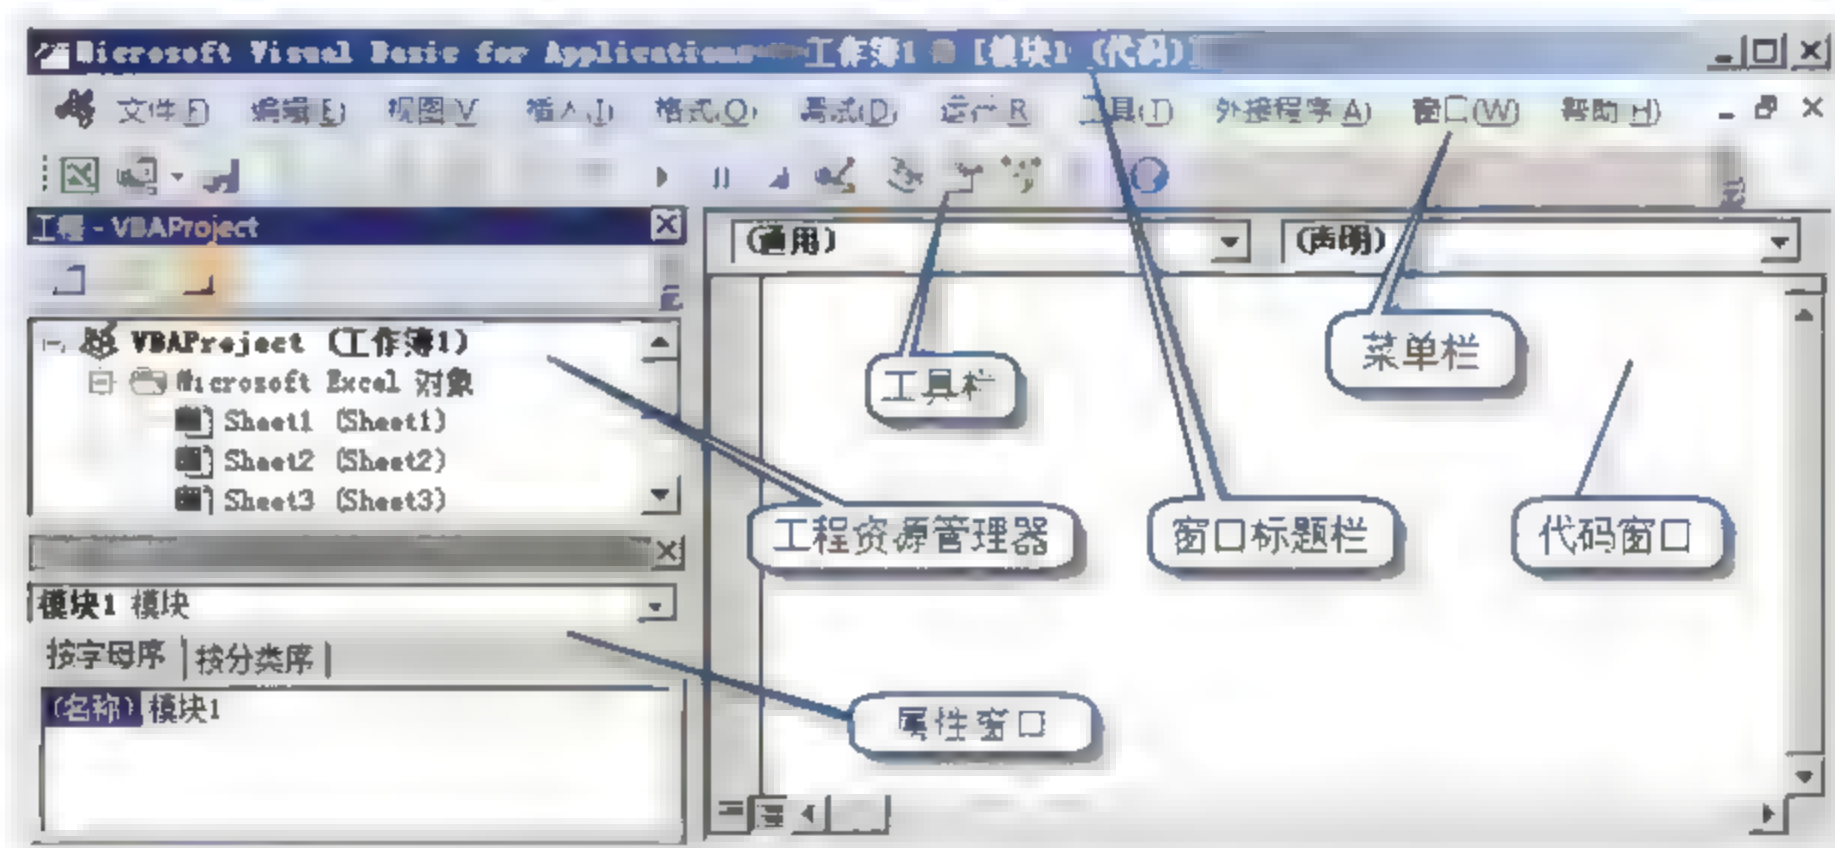 Microsoft Visual Basic for Applications - 工作簿1 - [模块1 (代码)]
文件(F) 编辑(E) 视图(V) 插入(I) 格式(O) 调试(D) 运行(R) 工具(T) 外接程序(A) 窗口(W) 帮助(H)
工程 - VBAProject
(通用) (声明)
VBAProject (工作簿1)
Microsoft Excel 对象
Sheet1 (Sheet1)
Sheet2 (Sheet2)
Sheet3 (Sheet3)
菜单栏
工具栏
工程资源管理器
窗口标题栏
代码窗口
模块1 模块
按字母序 按分类序
(名称) 模块1
属性窗口